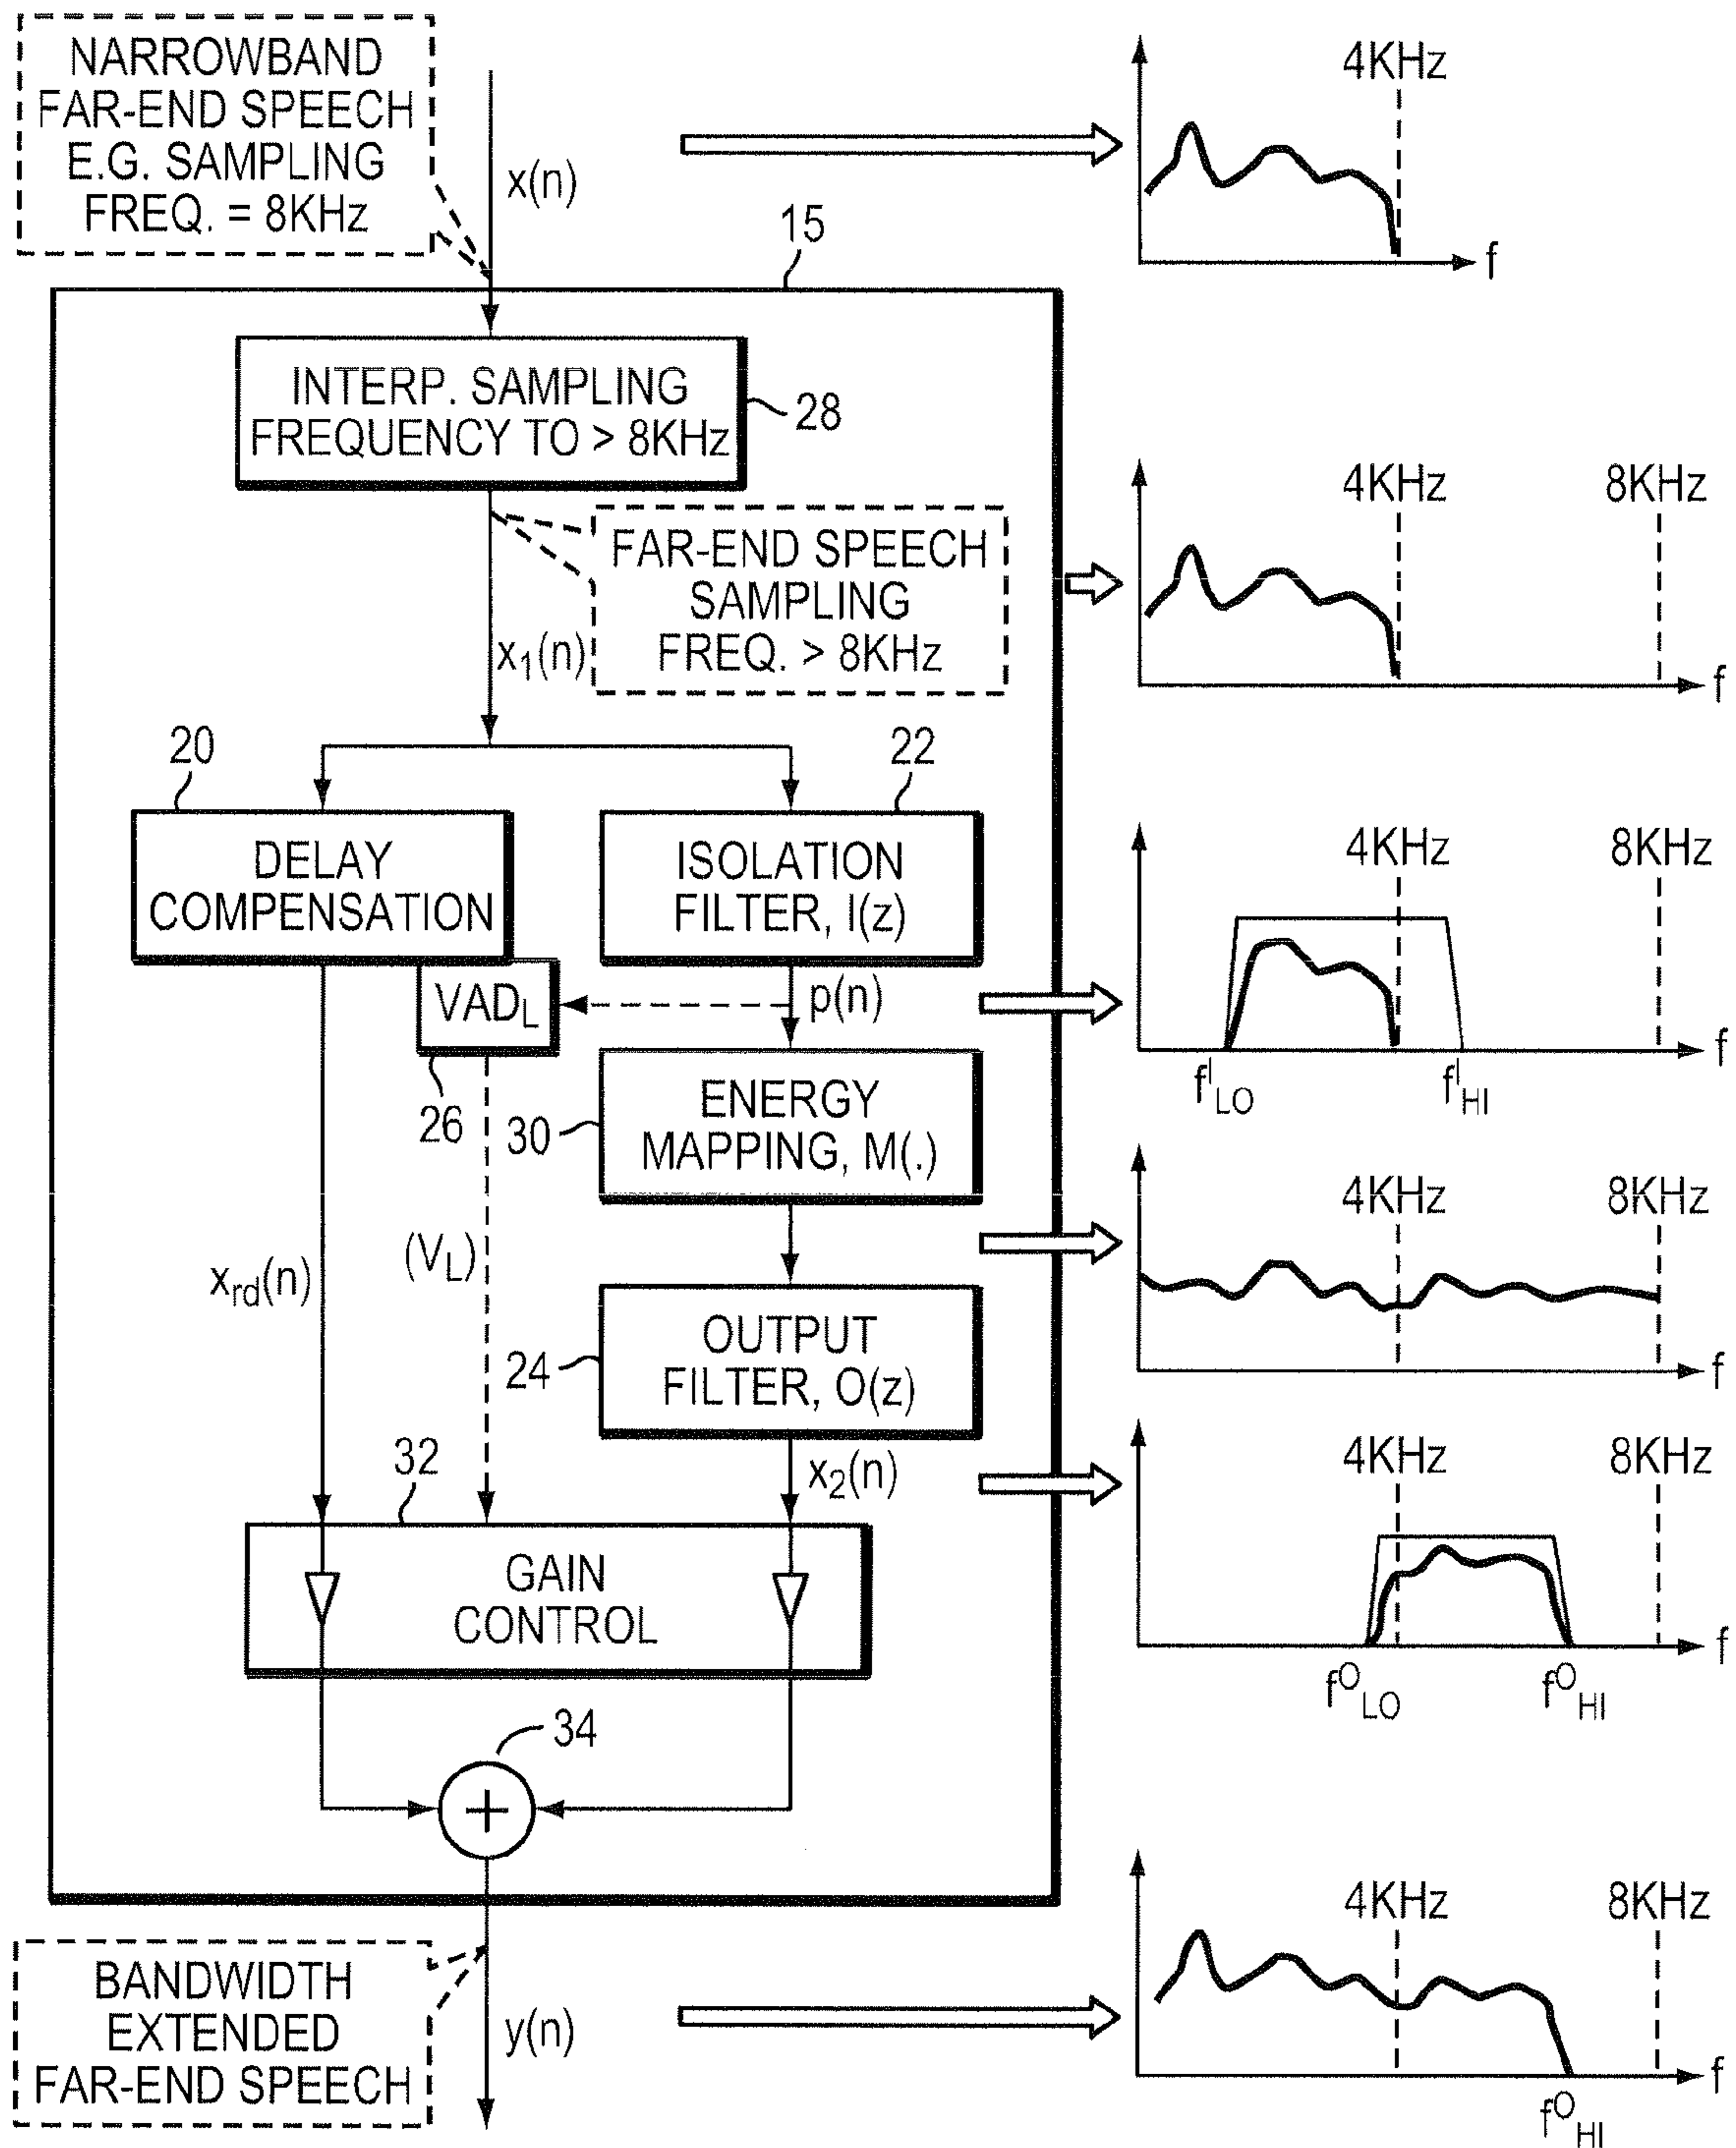 NARROWBAND
FAR-END SPEECH
E.G. SAMPLING
FREQ. = 8KHz
x(n)
4KHz
f
15
INTERP. SAMPLING
FREQUENCY TO > 8KHz
28
FAR-END SPEECH
SAMPLING
FREQ. > 8KHz
x1(n)
4KHz
8KHz
f
20
22
DELAY
COMPENSATION
ISOLATION
FILTER, I(z)
4KHz
8KHz
f
fILO
fIHI
VADL
p(n)
26
30
ENERGY
MAPPING, M(.)
4KHz
8KHz
f
xrd(n)
(VL)
24
OUTPUT
FILTER, O(z)
32
x2(n)
4KHz
8KHz
f
fOLO
fOHI
GAIN
CONTROL
34
+
BANDWIDTH
EXTENDED
FAR-END SPEECH
y(n)
4KHz
8KHz
f
fOHI